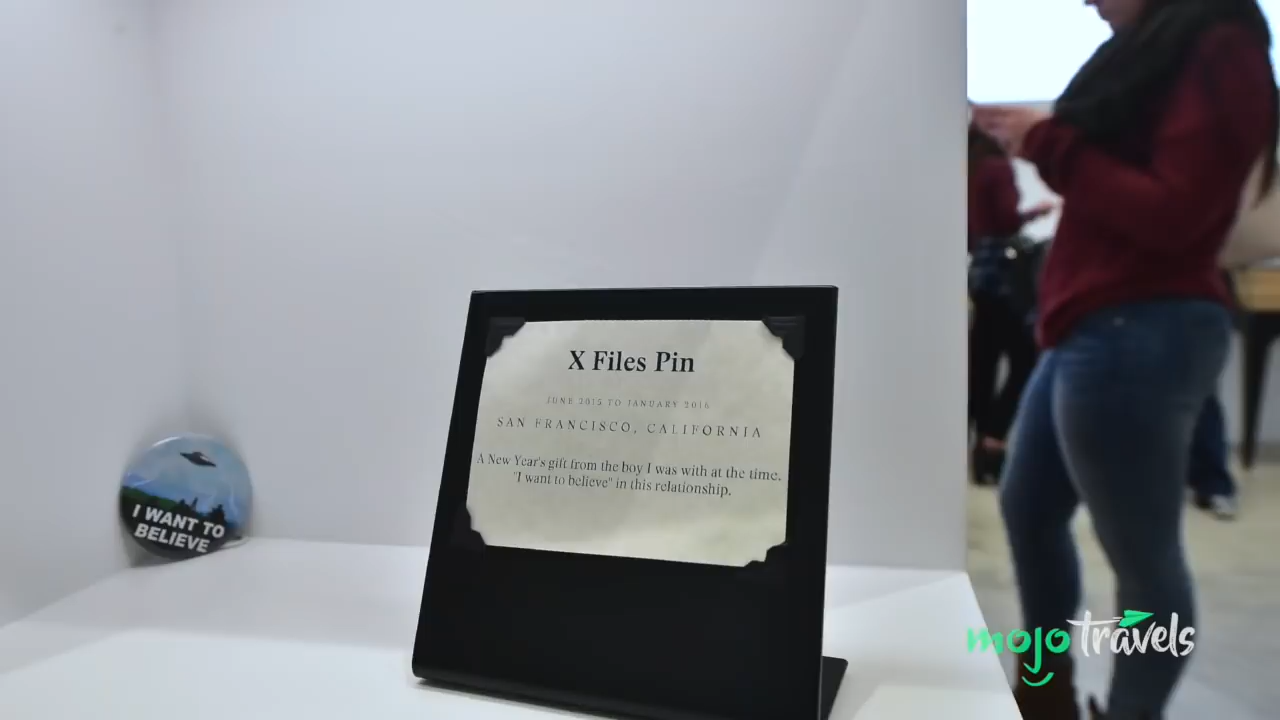 X Files Pin
JUNE 2015 TO JANUARY 2016
SAN FRANCISCO, CALIFORNIA
A New Year's gift from the boy I was with at the time.
"I want to believe" in this relationship.
I WANT TO
BELIEVE
mojo travels